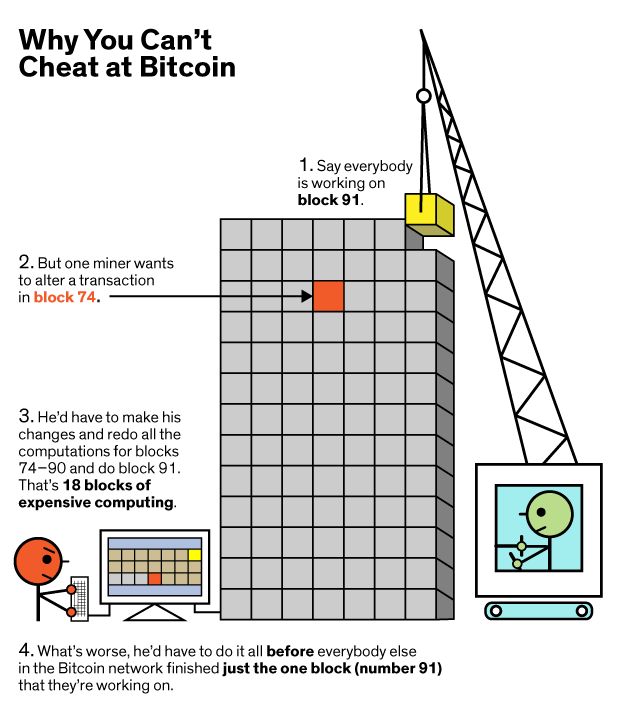 Why You Can't
Cheat at Bitcoin
1. Say everybody
is working on
block 91.
2. But one miner wants
to alter a transaction
in block 74.
3. He'd have to make his
changes and redo all the
computations for blocks
74–90 and do block 91.
That's 18 blocks of
expensive computing.
4. What's worse, he'd have to do it all before everybody else
in the Bitcoin network finished just the one block (number 91)
that they're working on.